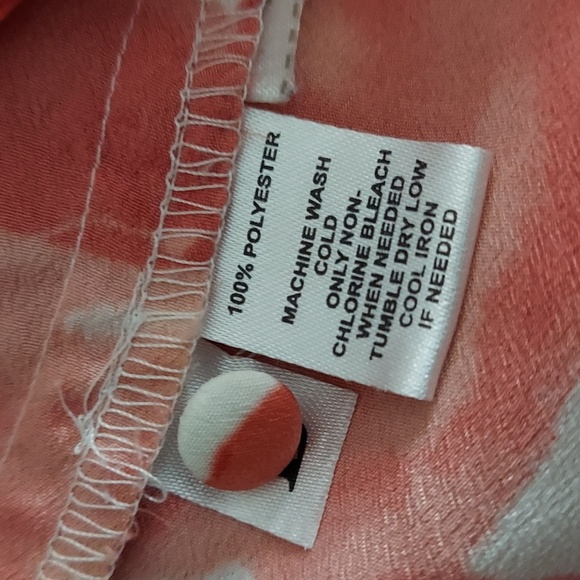 100% POLYESTER
MACHINE WASH
COLD
ONLY NON-
CHLORINE BLEACH
WHEN NEEDED
TUMBLE DRY LOW
COOL IRON
IF NEEDED